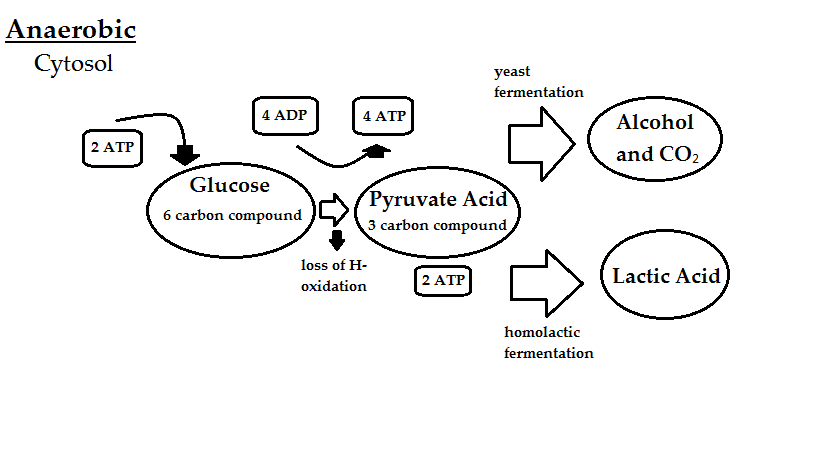 Anaerobic
Cytosol
2 ATP
4 ADP
4 ATP
yeast
fermentation
Alcohol
and CO₂
Glucose
6 carbon compound
Pyruvate Acid
3 carbon compound
loss of H-
oxidation
2 ATP
Lactic Acid
homolactic
fermentation